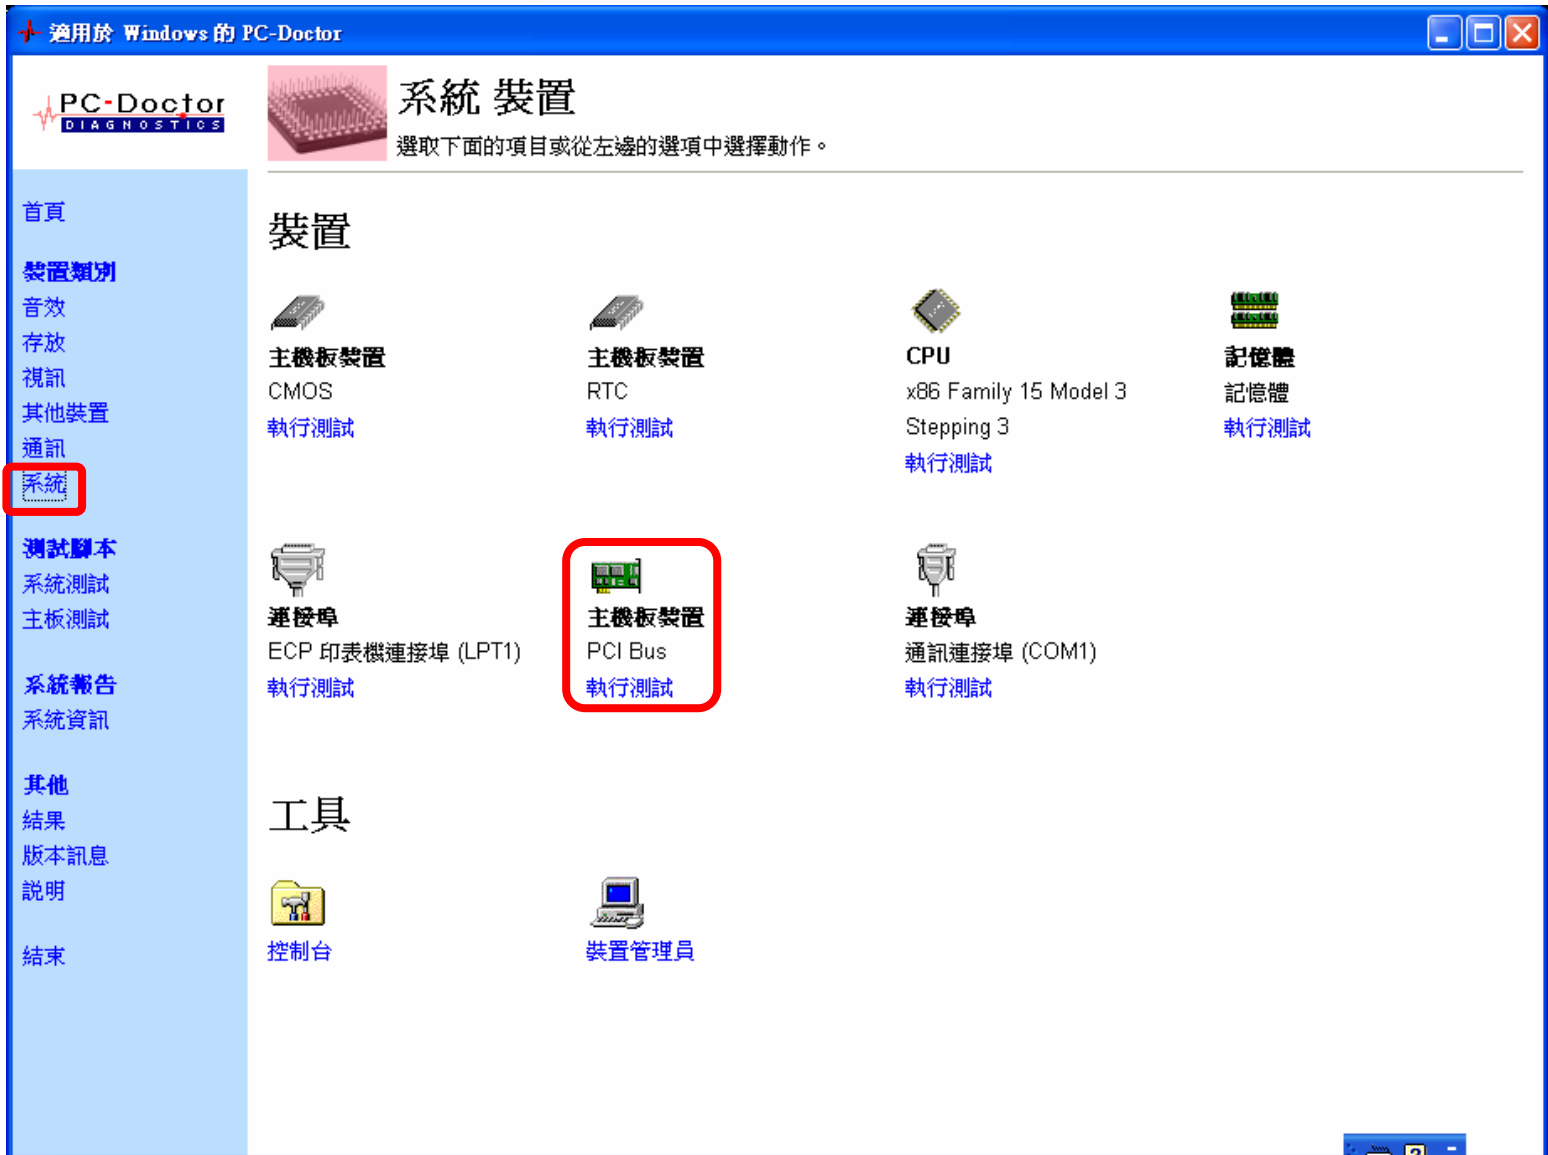 適用於 Windows 的 PC-Doctor
PC-Doctor
DIAGNOSTICS
系統 裝置
選取下面的項目或從左邊的選項中選擇動作。
首頁
裝置類別
音效
存放
視訊
其他裝置
通訊
系統
測試腳本
系統測試
主板測試
系統報告
系統資訊
其他
結果
版本訊息
說明
結束
裝置
主機板裝置
CMOS
執行測試
主機板裝置
RTC
執行測試
CPU
x86 Family 15 Model 3
Stepping 3
執行測試
記憶體
記憶體
執行測試
連接埠
ECP 印表機連接埠 (LPT1)
執行測試
主機板裝置
PCI Bus
執行測試
連接埠
通訊連接埠 (COM1)
執行測試
工具
控制台
裝置管理員